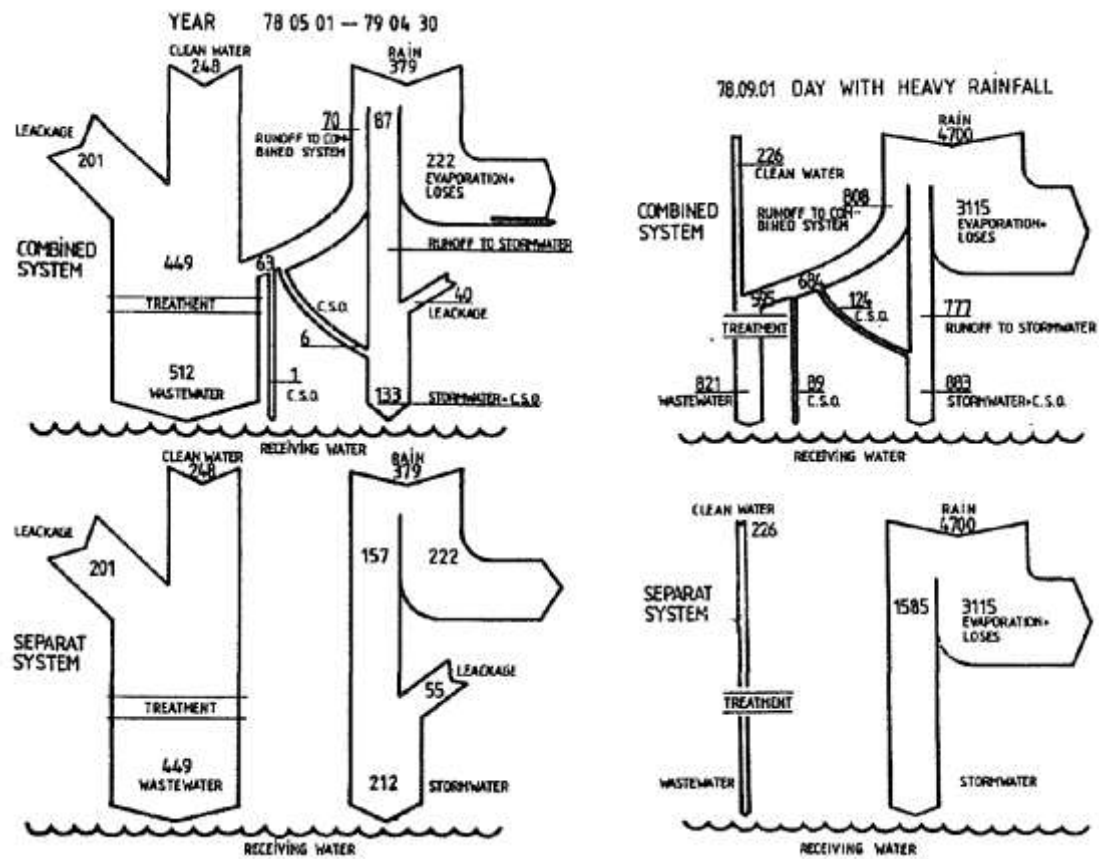 YEAR 78 05 01 — 79 04 30
CLEAN WATER
248
RAIN
379
LEACKAGE
201
70
RUNOFF TO COM-
BINED SYSTEM
87
222
EVAPORATION+
LOSES
COMBINED
SYSTEM
449
TREATMENT
63
RUNOFF TO STORMWATER
C.S.O.
40
LEACKAGE
6
512
WASTEWATER
1
C.S.O.
133
STORMWATER+C.S.O.
RECEIVING WATER
CLEAN WATER
248
RAIN
379
LEACKAGE
201
157
222
SEPARAT
SYSTEM
LEACKAGE
55
TREATMENT
449
WASTEWATER
212
STORMWATER
RECEIVING WATER
78.09.01 DAY WITH HEAVY RAINFALL
RAIN
4700
226
CLEAN WATER
808
COMBINED
SYSTEM
RUNOFF TO COM-
BINED SYSTEM
3115
EVAPORATION+
LOSES
684
595
124
C.S.O.
777
RUNOFF TO STORMWATER
TREATMENT
821
WASTEWATER
89
C.S.O.
883
STORMWATER+C.S.O.
RECEIVING WATER
CLEAN WATER
226
RAIN
4700
SEPARAT
SYSTEM
1585
3115
EVAPORATION+
LOSES
TREATMENT
WASTEWATER
STORMWATER
RECEIVING WATER